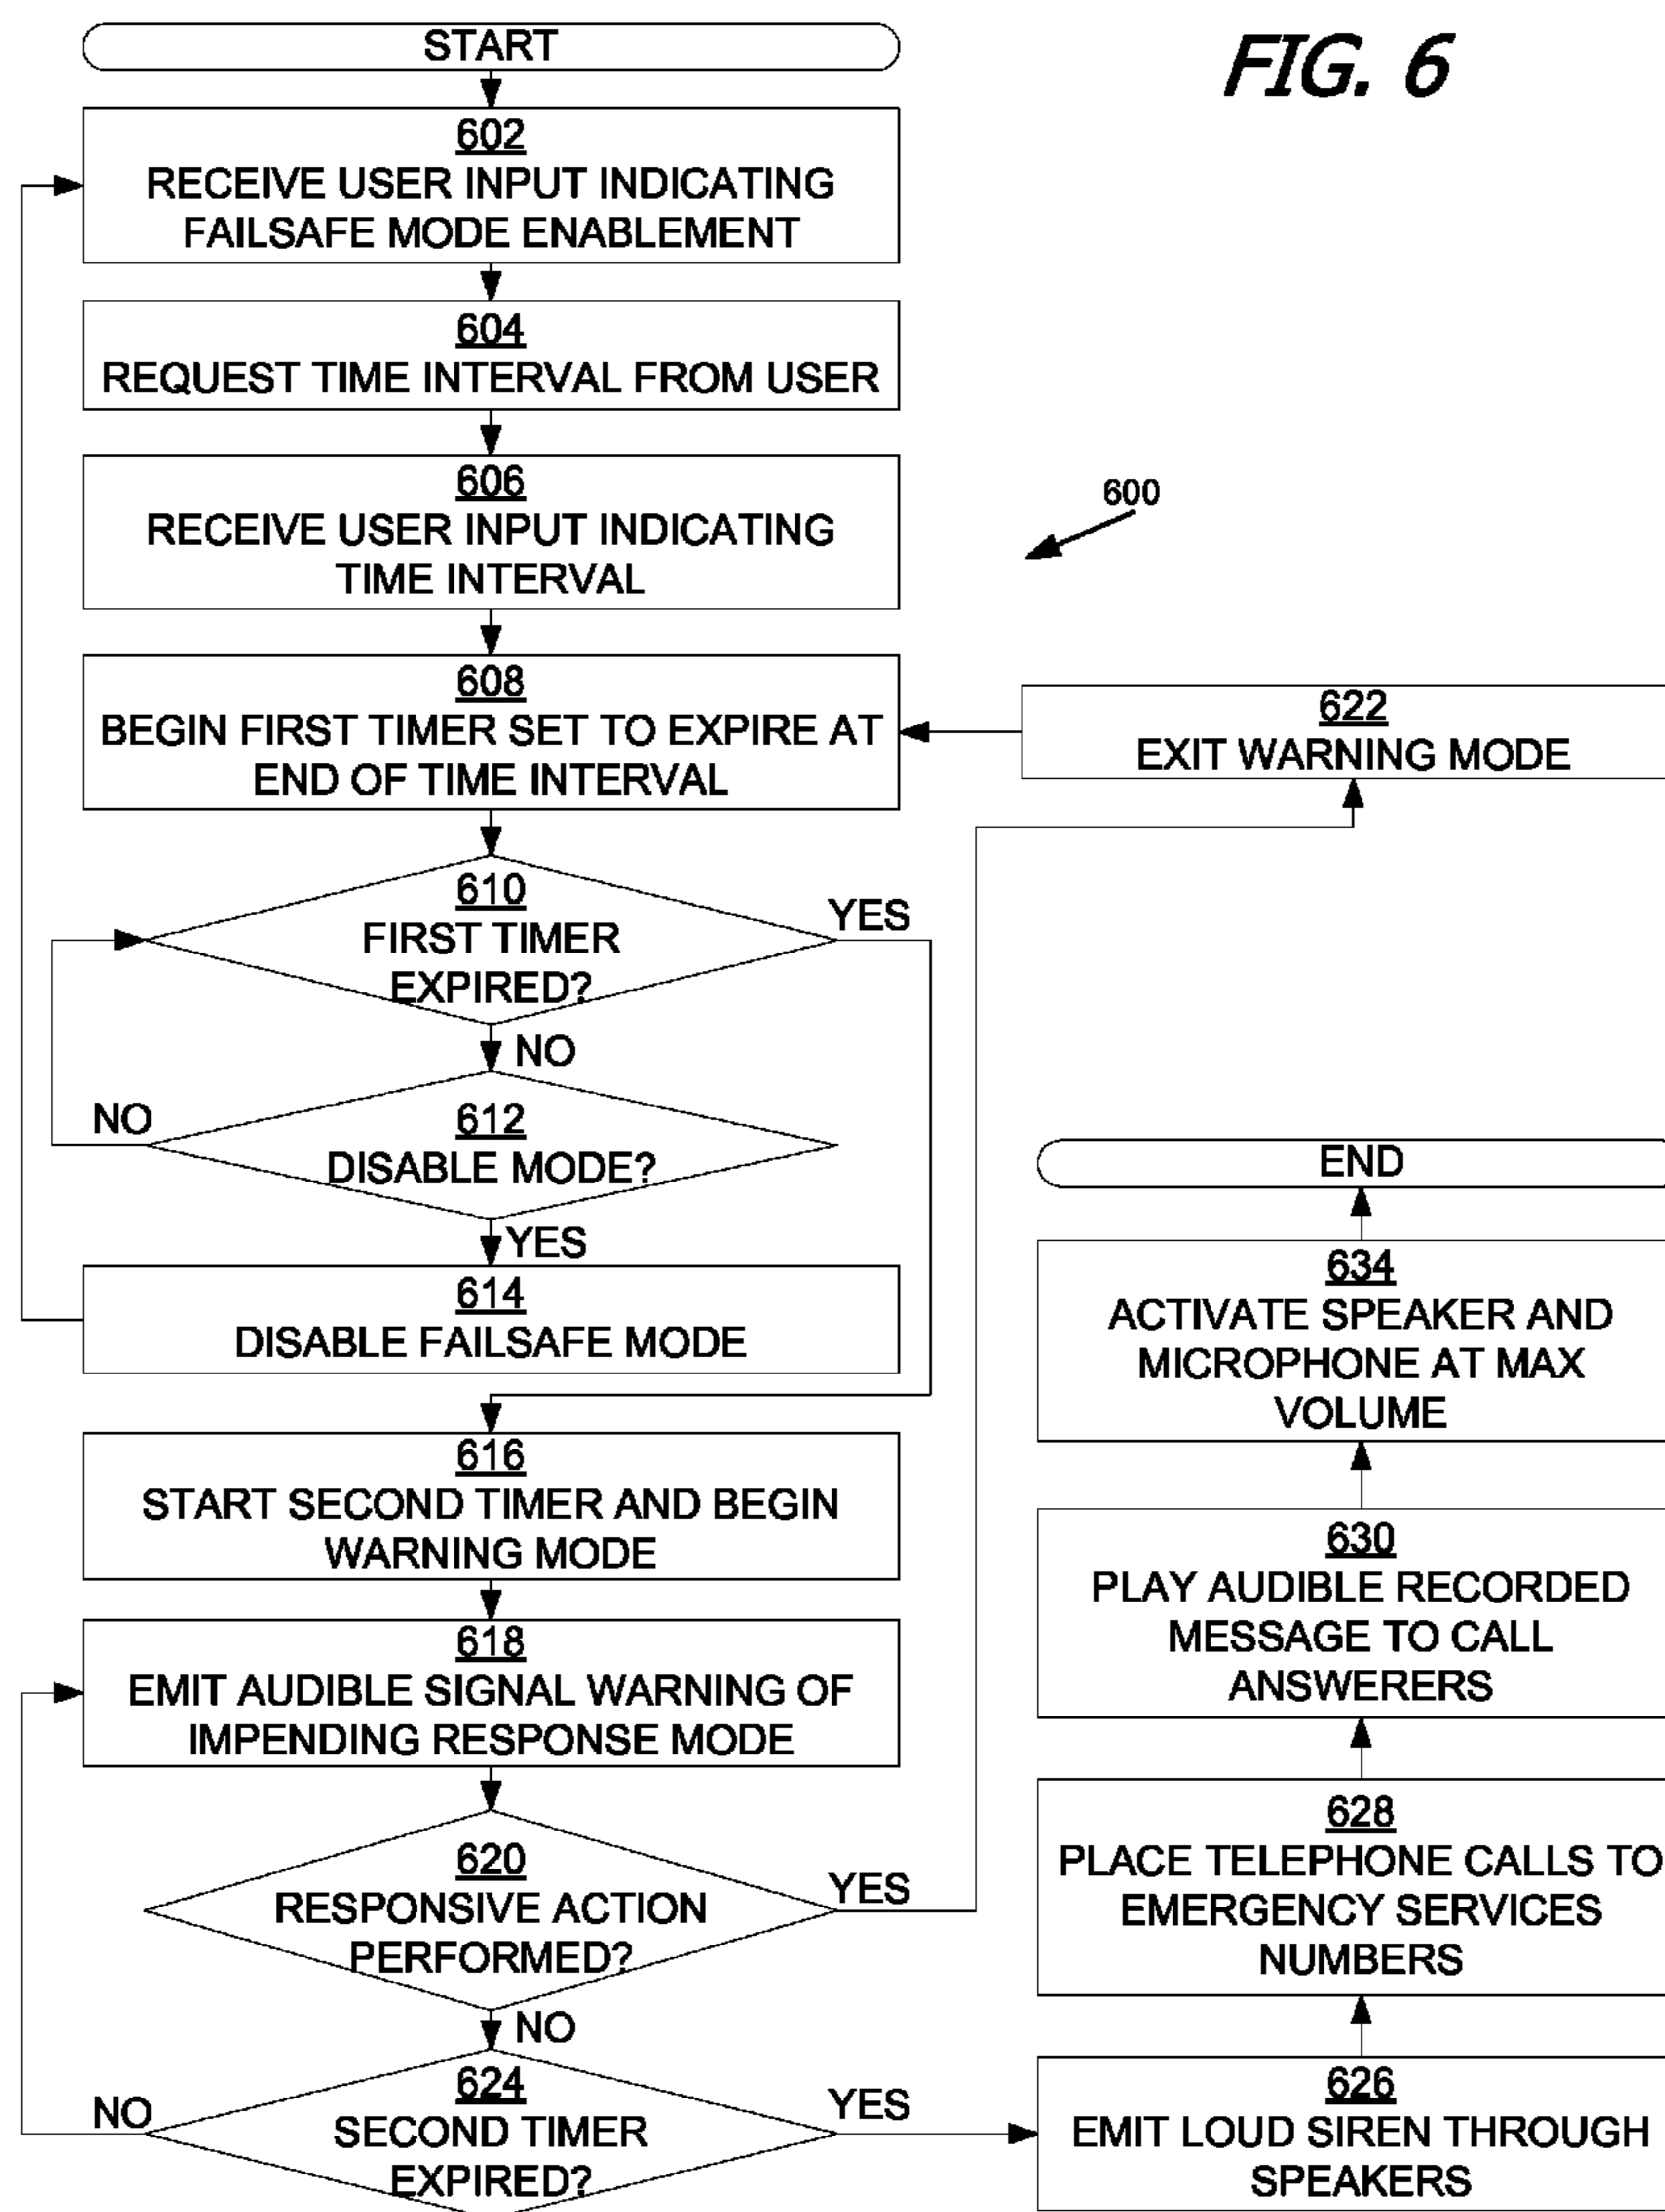 FIG. 6
START
602
RECEIVE USER INPUT INDICATING
FAILSAFE MODE ENABLEMENT
604
REQUEST TIME INTERVAL FROM USER
606
RECEIVE USER INPUT INDICATING
TIME INTERVAL
600
608
BEGIN FIRST TIMER SET TO EXPIRE AT
END OF TIME INTERVAL
622
EXIT WARNING MODE
610
FIRST TIMER
EXPIRED?
YES
NO
612
DISABLE MODE?
NO
YES
614
DISABLE FAILSAFE MODE
616
START SECOND TIMER AND BEGIN
WARNING MODE
618
EMIT AUDIBLE SIGNAL WARNING OF
IMPENDING RESPONSE MODE
620
RESPONSIVE ACTION
PERFORMED?
YES
NO
624
SECOND TIMER
EXPIRED?
NO
YES
626
EMIT LOUD SIREN THROUGH
SPEAKERS
628
PLACE TELEPHONE CALLS TO
EMERGENCY SERVICES
NUMBERS
630
PLAY AUDIBLE RECORDED
MESSAGE TO CALL
ANSWERERS
634
ACTIVATE SPEAKER AND
MICROPHONE AT MAX
VOLUME
END